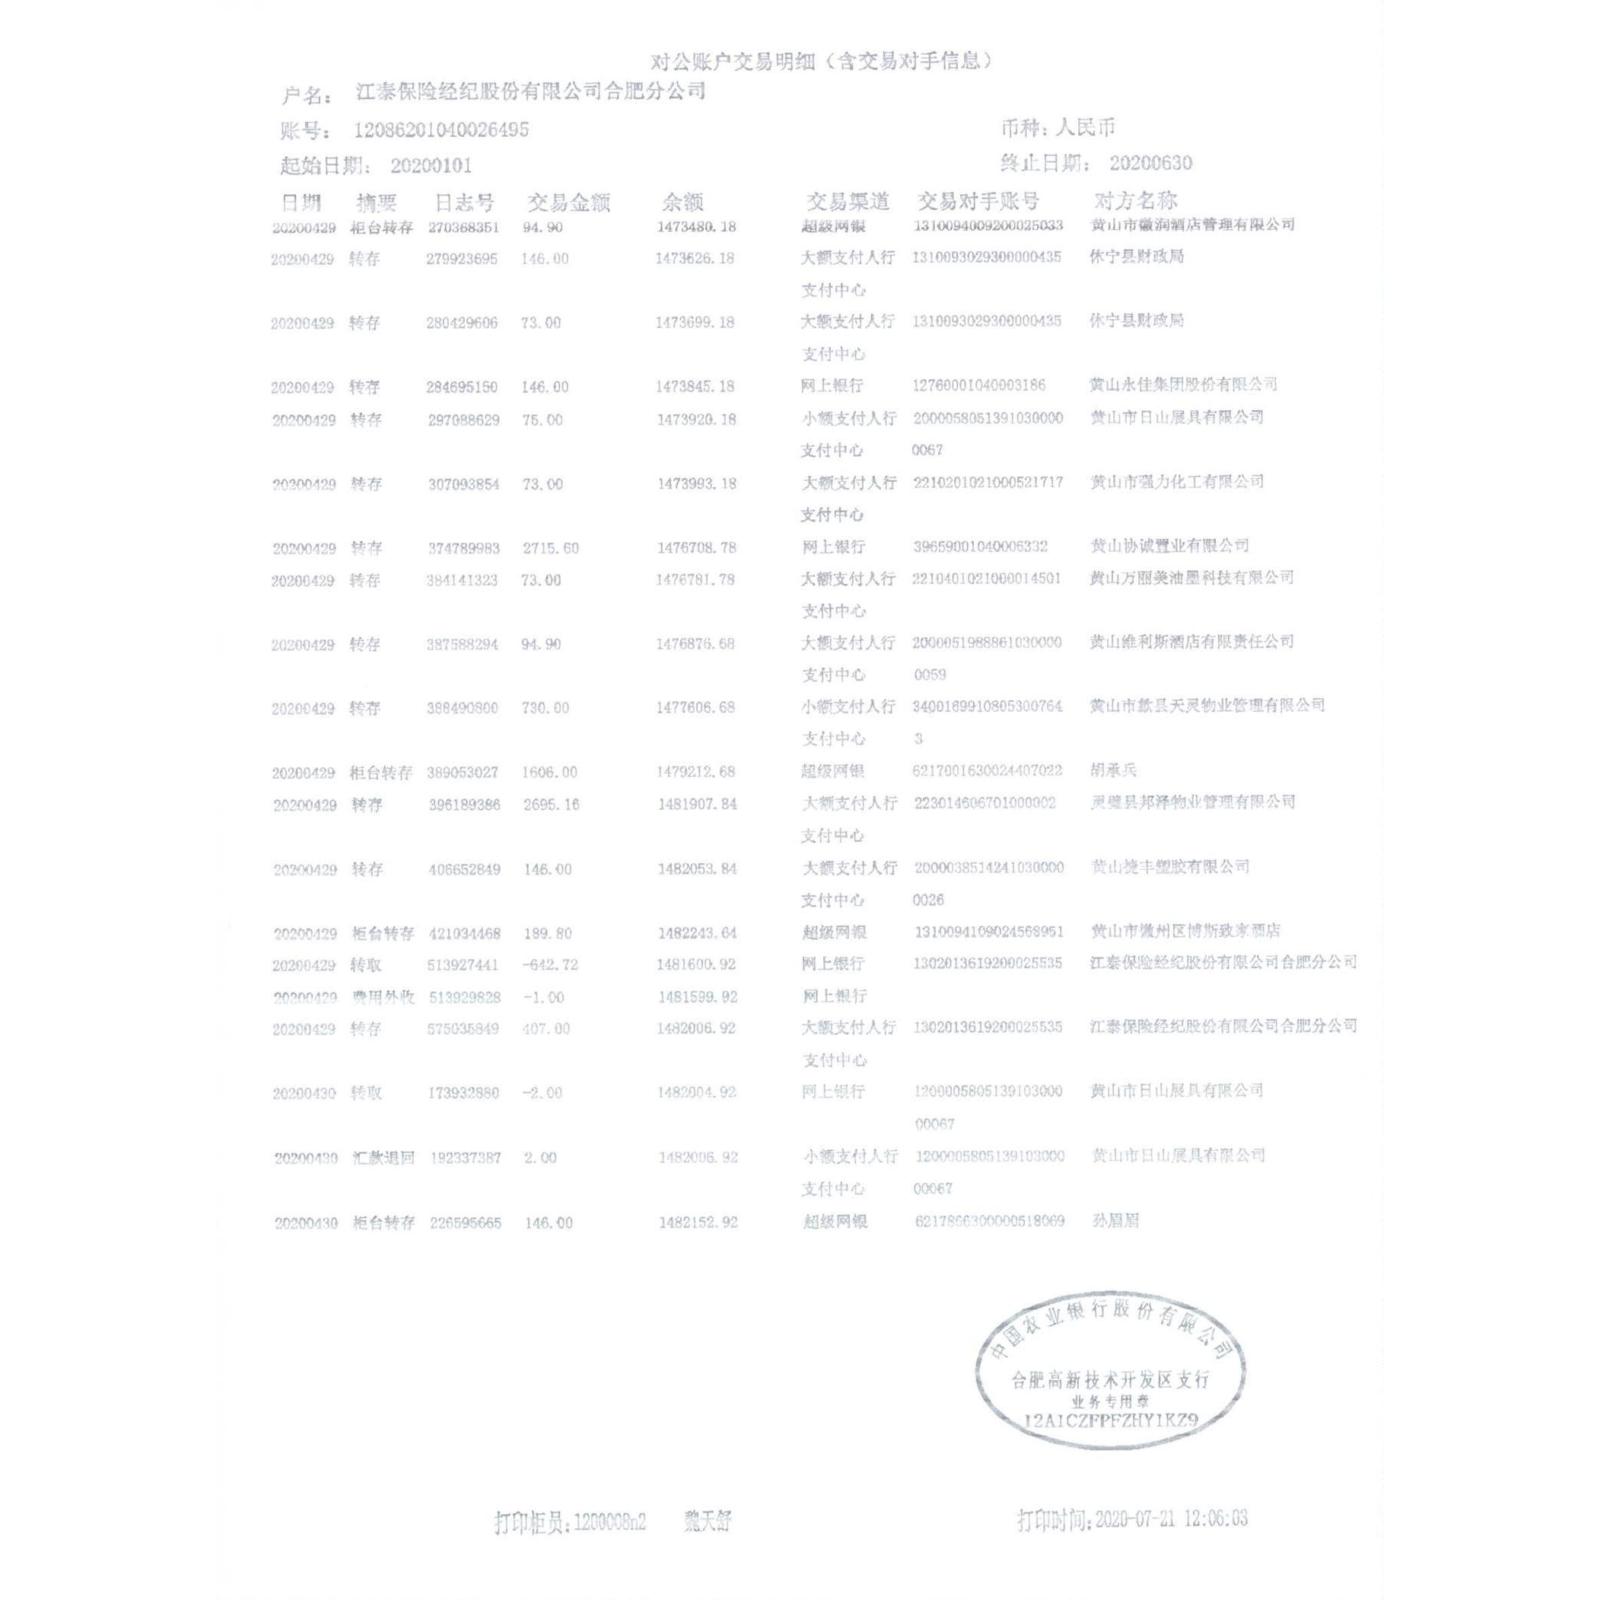 对公账户交易明细（含交易对手信息）
户名： 江泰保险经纪股份有限公司合肥分公司
账号： 12086201040026495 币种：人民币
起始日期： 20200101 终止日期： 20200630
日期 摘要 日志号 交易金额 余额 交易渠道 交易对手账号 对方名称
20200429 柜台转存 270368351 94.90 1473480.18 超级网银 1310094009200025033 黄山市徽润酒店管理有限公司
20200429 转存 279923695 146.00 1473626.18 大额支付人行 1310093029300000435 休宁县财政局
支付中心
20200429 转存 280429606 73.00 1473699.18 大额支付人行 1310093029300000435 休宁县财政局
支付中心
20200429 转存 284695150 146.00 1473845.18 网上银行 12760001040003186 黄山永佳集团股份有限公司
20200429 转存 297088629 75.00 1473920.18 小额支付人行 2000058051391030000 黄山市日山展具有限公司
支付中心 0067
20200429 转存 307093854 73.00 1473993.18 大额支付人行 2210201021000521717 黄山市强力化工有限公司
支付中心
20200429 转存 374789983 2715.60 1476708.78 网上银行 39659001040006332 黄山协诚置业有限公司
20200429 转存 384141323 73.00 1476781.78 大额支付人行 2210401021000014501 黄山万丽美油墨科技有限公司
支付中心
20200429 转存 387588294 94.90 1476876.68 大额支付人行 2000051988861030000 黄山维利斯酒店有限责任公司
支付中心 0059
20200429 转存 388490800 730.00 1477606.68 小额支付人行 3400169910805300764 黄山市歙县天灵物业管理有限公司
支付中心 3
20200429 柜台转存 389053027 1606.00 1479212.68 超级网银 6217001630024407022 胡承兵
20200429 转存 396189386 2695.16 1481907.84 大额支付人行 223014606701000002 灵璧县邦泽物业管理有限公司
支付中心
20200429 转存 406652849 146.00 1482053.84 大额支付人行 2000038514241030000 黄山捷丰塑胶有限公司
支付中心 0026
20200429 柜台转存 421034468 189.80 1482243.64 超级网银 1310094109024568951 黄山市徽州区博斯致家酒店
20200429 转取 513927441 -642.72 1481600.92 网上银行 1302013619200025535 江泰保险经纪股份有限公司合肥分公司
20200429 费用外收 513929828 -1.00 1481599.92 网上银行
20200429 转存 575035849 407.00 1482006.92 大额支付人行 1302013619200025535 江泰保险经纪股份有限公司合肥分公司
支付中心
20200430 转取 173932880 -2.00 1482004.92 网上银行 1200005805139103000 黄山市日山展具有限公司
00067
20200430 汇款退回 192337387 2.00 1482006.92 小额支付人行 1200005805139103000 黄山市日山展具有限公司
支付中心 00067
20200430 柜台转存 226595665 146.00 1482152.92 超级网银 6217866300000518069 孙眉眉
中国农业银行股份有限公司
合肥高新技术开发区支行
业务专用章
12A1CZFPFZHY1KZ9
打印柜员：1200008n2 魏天舒 打印时间：2020-07-21 12:06:03